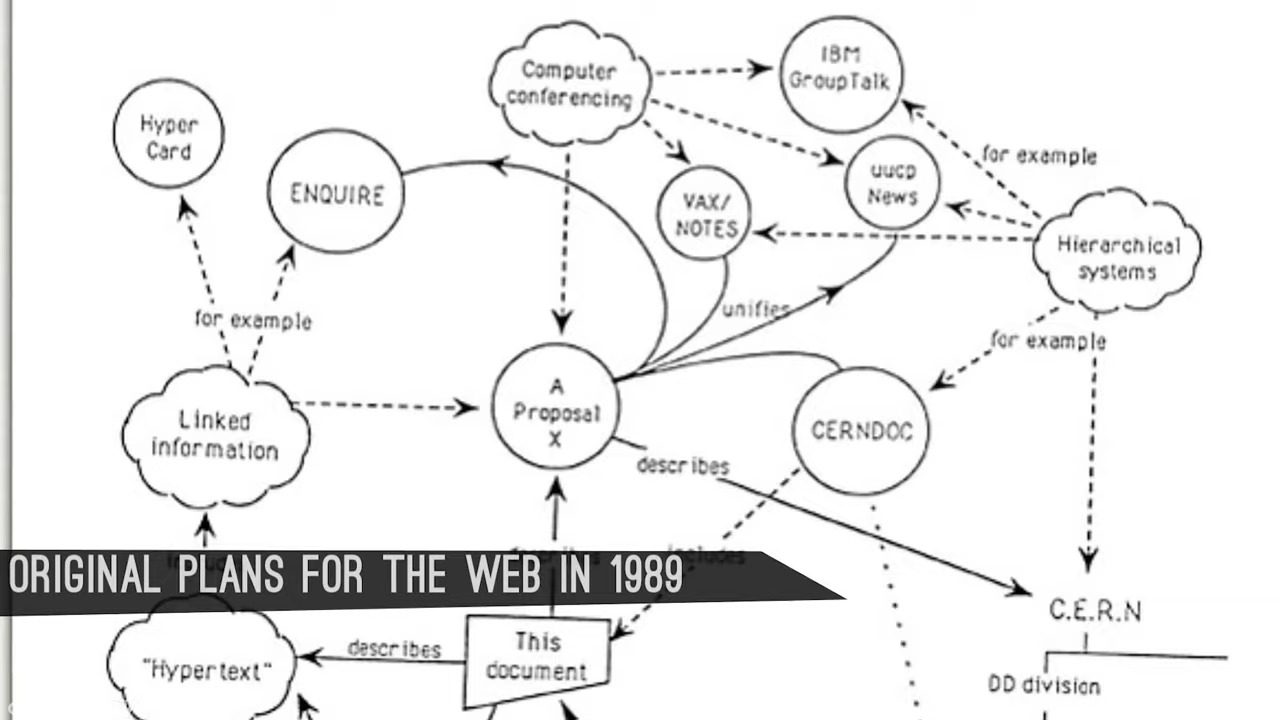 Computer
conferencing
IBM
GroupTalk
Hyper
Card
ENQUIRE
VAX/
NOTES
uucp
News
for example
Hierarchical
systems
for example
unifies
for example
A
Proposal
X
CERNDOC
Linked
information
describes
includes
ORIGINAL PLANS FOR THE WEB IN 1989
C.E.R.N
"Hypertext"
describes
This
document
DD division